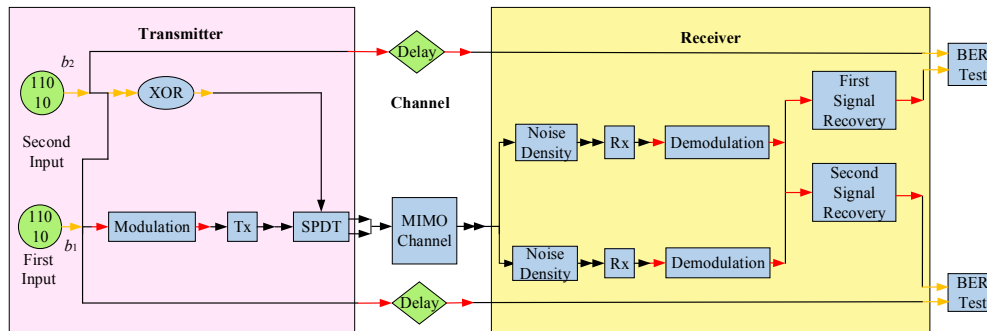 Transmitter
Delay
Receiver
BER
Test
b2
110
10
XOR
Channel
First
Signal
Recovery
Second
Input
Noise
Density
Rx
Demodulation
Second
Signal
Recovery
110
10
b1
Modulation
Tx
SPDT
MIMO
Channel
First
Input
Noise
Density
Rx
Demodulation
Delay
BER
Test